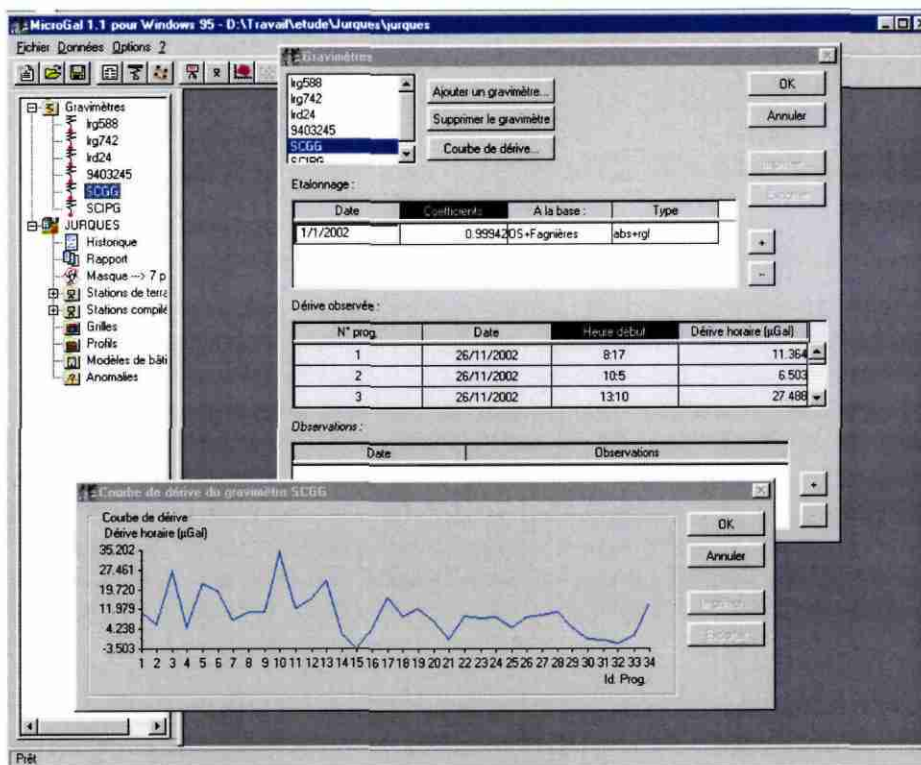 MicroGal 1.1 pour Windows 95 - D:\Travail\etude\Jurques\jurques
Fichier Données Options ?
Gravimètres
lrg588
lrg742
lrd24
9403245
SCGG
SCIPG
JURQUES
Historique
Rapport
Masque --> 7 p
Stations de terra
Stations compilé
Grilles
Profils
Modèles de bâti
Anomalies
Gravimètres
lrg588
lrg742
lrd24
9403245
SCGG
SCIPG
Ajouter un gravimètre...
Supprimer le gravimètre
Courbe de dérive...
OK
Annuler
Imprimer...
Exporter...
Etalonnage :
Date Coefficients A la base : Type
1/1/2002 0.99942 OS+Fagnières abs+rgf
+
--
Dérive observée :
N° prog. Date Heure début Dérive horaire (µGal)
1 26/11/2002 8:17 11.364
2 26/11/2002 10:5 6.503
3 26/11/2002 13:10 27.488
Observations :
Date Observations
+
Courbe de dérive du gravimètre SCGG
Courbe de dérive
Dérive horaire (µGal)
35.202
27.461
19.720
11.979
4.238
-3.503
1 2 3 4 5 6 7 8 9 10 11 12 13 14 15 16 17 18 19 20 21 22 23 24 25 26 27 28 29 30 31 32 33 34
Id. Prog.
OK
Annuler
Imprimer...
Exporter...
Prêt